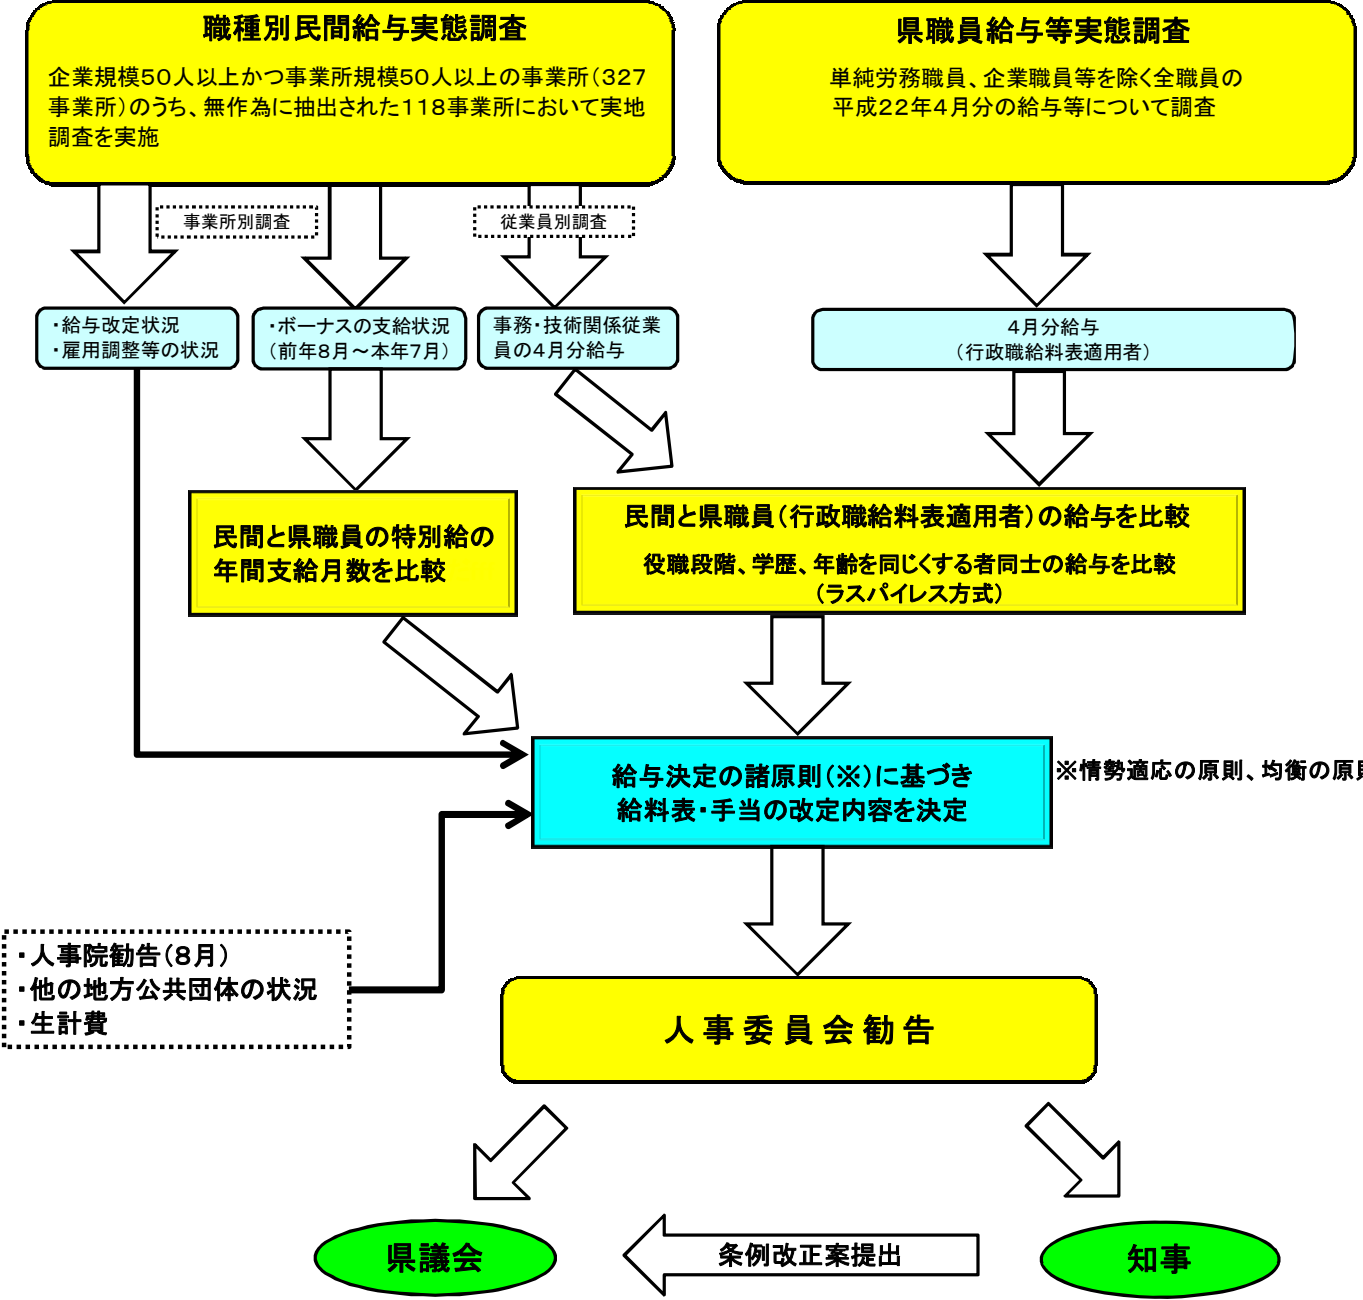 職種別民間給与実態調査
企業規模50人以上かつ事業所規模50人以上の事業所（327
事業所）のうち、無作為に抽出された118事業所において実地
調査を実施
県職員給与等実態調査
単純労務職員、企業職員等を除く全職員の
平成22年4月分の給与等について調査
事業所別調査
従業員別調査
・給与改定状況
・雇用調整等の状況
・ボーナスの支給状況
（前年8月～本年7月）
事務・技術関係従業
員の4月分給与
4月分給与
（行政職給料表適用者）
民間と県職員の特別給の
年間支給月数を比較
民間と県職員（行政職給料表適用者）の給与を比較
役職段階、学歴、年齢を同じくする者同士の給与を比較
（ラスパイレス方式）
給与決定の諸原則（※）に基づき
給料表・手当の改定内容を決定
※情勢適応の原則、均衡の原則
・人事院勧告（8月）
・他の地方公共団体の状況
・生計費
人事委員会勧告
県議会
条例改正案提出
知事